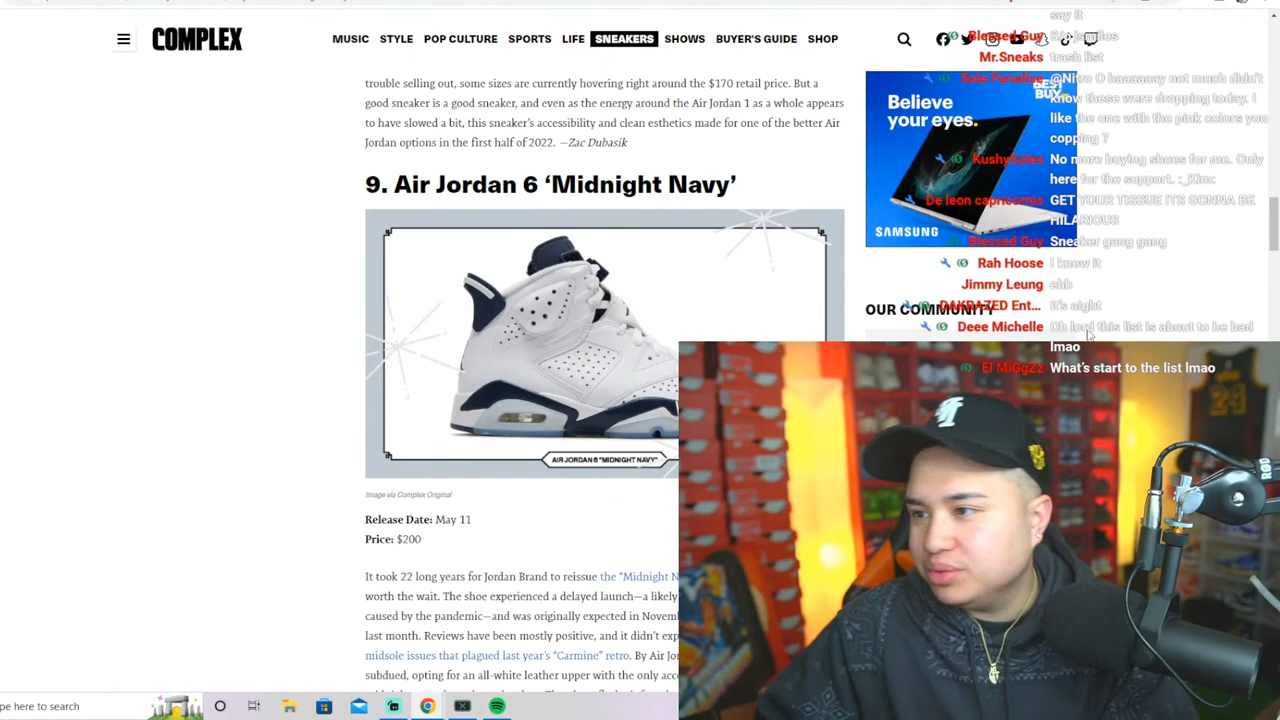 COMPLEX
MUSIC STYLE POP CULTURE SPORTS LIFE SNEAKERS SHOWS BUYER'S GUIDE SHOP
trouble selling out, some sizes are currently hovering right around the $170 retail price. But a
good sneaker is a good sneaker, and even as the energy around the Air Jordan 1 as a whole appears
to have slowed a bit, this sneaker's accessibility and clean esthetics made for one of the better Air
Jordan options in the first half of 2022. —Zac Dubasik
9. Air Jordan 6 ‘Midnight Navy’
AIR JORDAN 6 "MIDNIGHT NAVY"
Image via Complex Original
Release Date: May 11
Price: $200
It took 22 long years for Jordan Brand to reissue the "Midnight N
worth the wait. The shoe experienced a delayed launch—a likely
caused by the pandemic—and was originally expected in Novem
last month. Reviews have been mostly positive, and it didn't exp
midsole issues that plagued last year's "Carmine" retro. By Air Jo
subdued, opting for an all-white leather upper with the only acc
BEST BUY
Believe
your eyes.
SAMSUNG
OUR COMMUNITY
say it
Blessed Guy
Mr.Sneaks trash list
Sole Paradise @Nitro O haaaaaay not much didn't
know these were dropping today. I
like the one with the pink colors you
copping ?
KushySoles No more buying shoes for me. Only
here for the support. :_Kim:
De leon capricornio GET YOUR TISSUE IT'S GONNA BE
HILARIOUS
Blessed Guy Sneaker gang gang
Rah Hoose I knew it
Jimmy Leung ehh
DAKRAZED Ent... It's aight
Deee Michelle Oh lord this list is about to be bad
lmao
El MiGgZz What's start to the list lmao
24
RØD
pe here to search